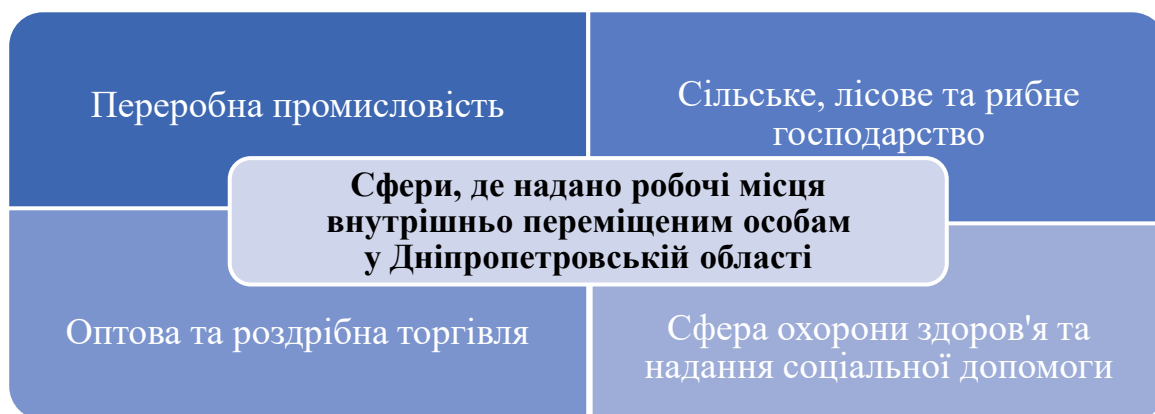 Переробна промисловість
Сільське, лісове та рибне
господарство
Сфери, де надано робочі місця
внутрішньо переміщеним особам
у Дніпропетровській області
Оптова та роздрібна торгівля
Сфера охорони здоров'я та
надання соціальної допомоги